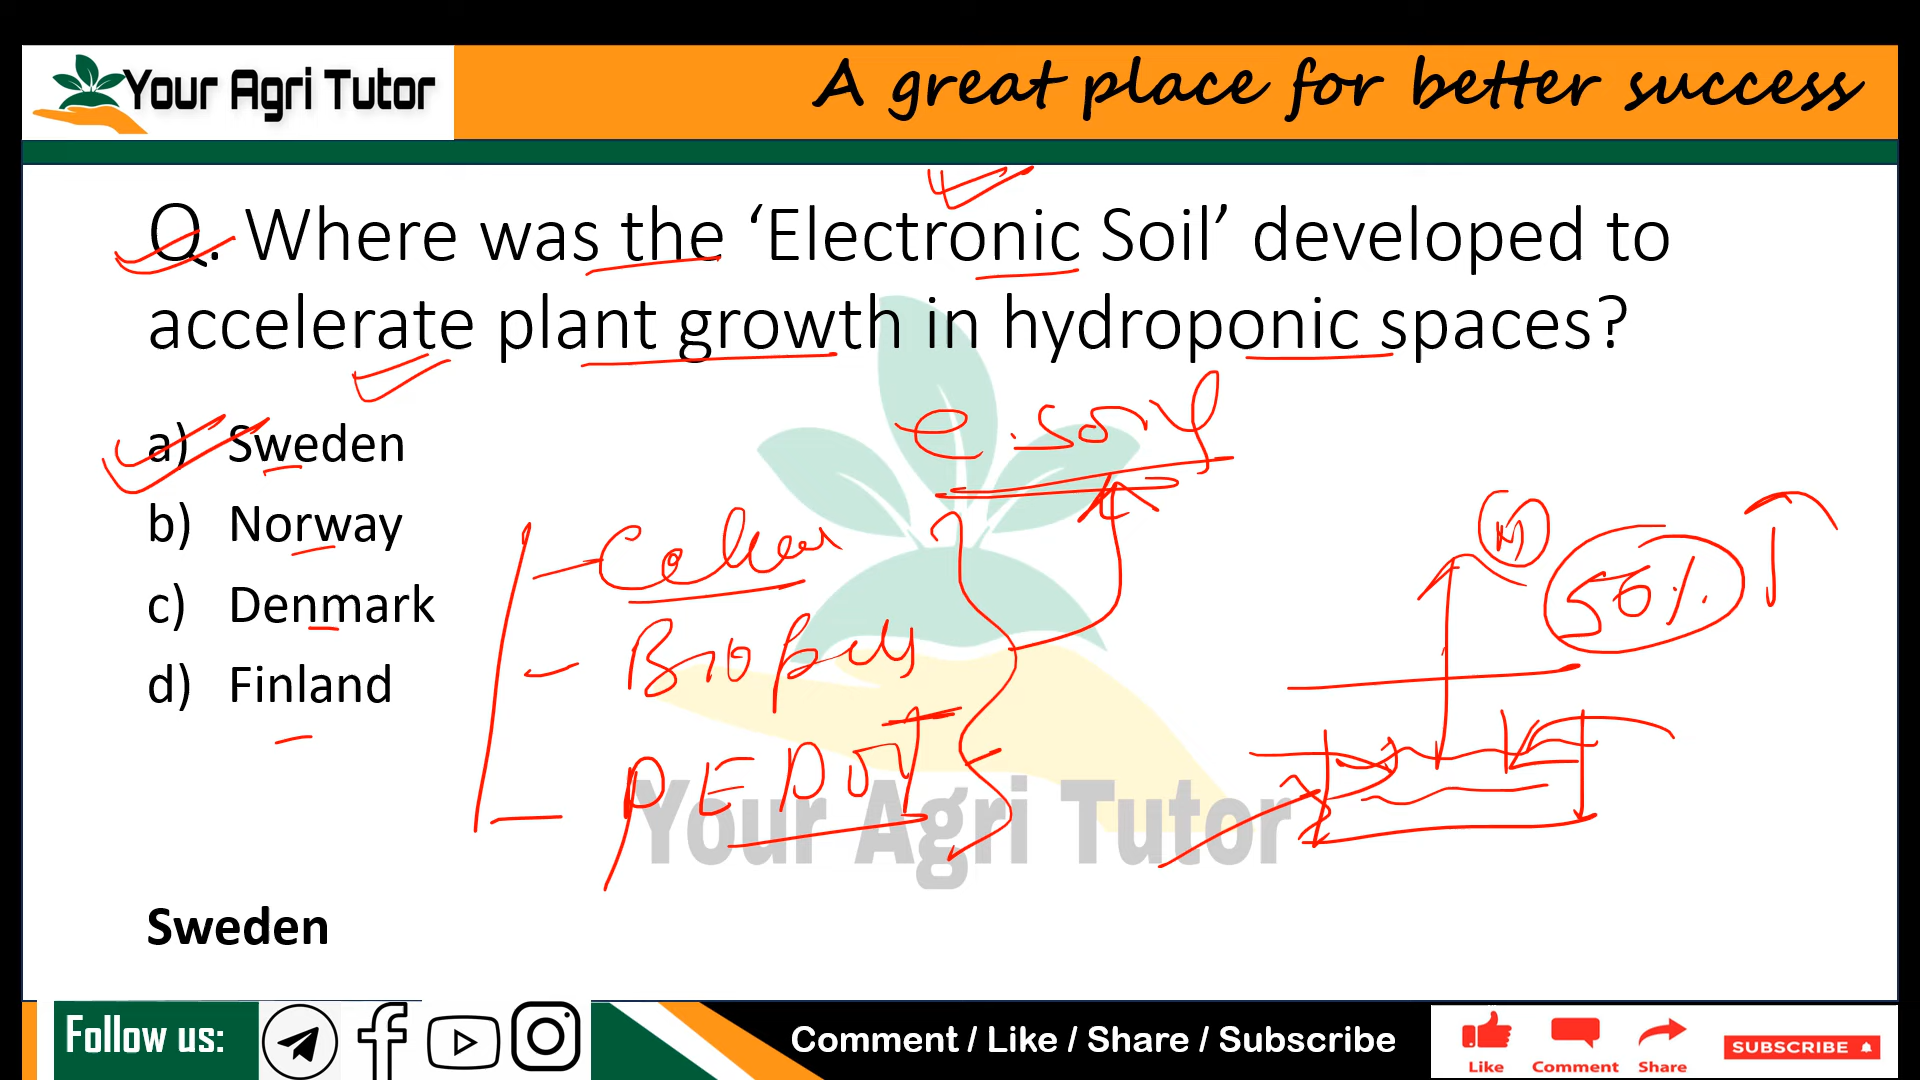 Your Agri Tutor
A great place for better success
Q. Where was the ‘Electronic Soil’ developed to
accelerate plant growth in hydroponic spaces?
a) Sweden
b) Norway
c) Denmark
d) Finland
PEDOT
50%
Your Agri Tutor
Sweden
Follow us:
Comment / Like / Share / Subscribe
Like
Comment
Share
SUBSCRIBE